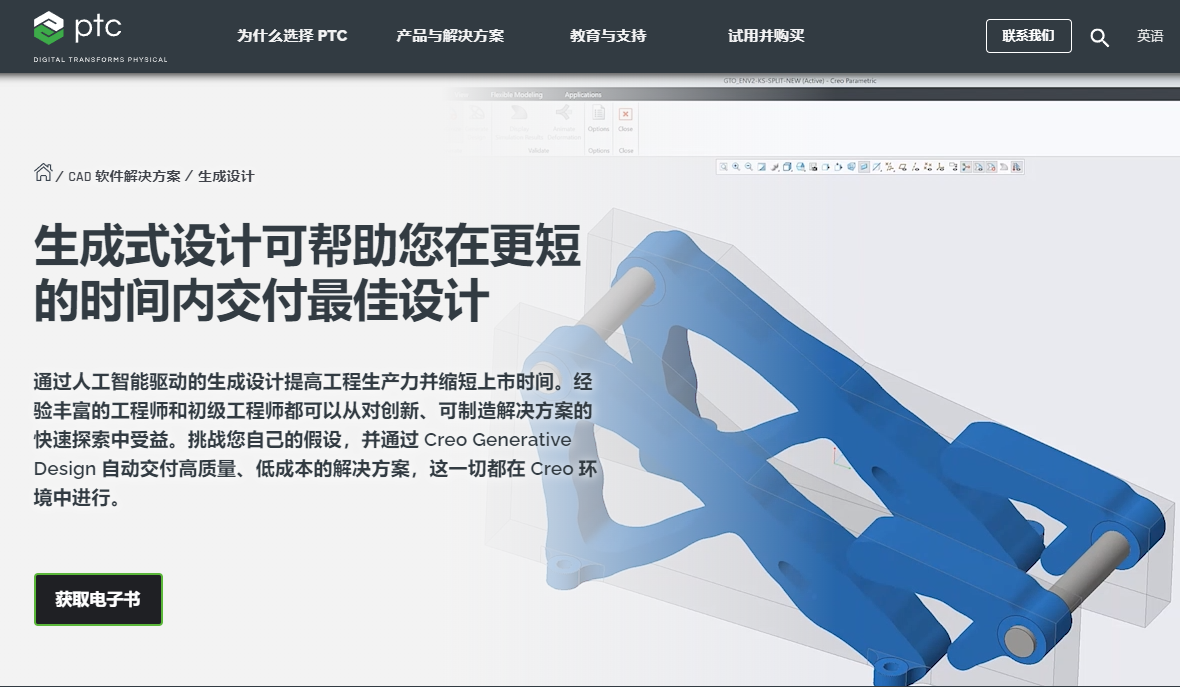 ptc
DIGITAL TRANSFORMS PHYSICAL
为什么选择 PTC
产品与解决方案
教育与支持
试用并购买
联系我们
英语
GTO_ENV2-KS-SPLIT-NEW (Active) - Creo Parametric
Flexible Modeling
Applications
Options
Close
Validate
Options
Close
/ CAD 软件解决方案 / 生成设计
生成式设计可帮助您在更短
的时间内交付最佳设计
通过人工智能驱动的生成设计提高工程生产力并缩短上市时间。经
验丰富的工程师和初级工程师都可以从对创新、可制造解决方案的
快速探索中受益。挑战您自己的假设，并通过 Creo Generative
Design 自动交付高质量、低成本的解决方案，这一切都在 Creo 环
境中进行。
获取电子书